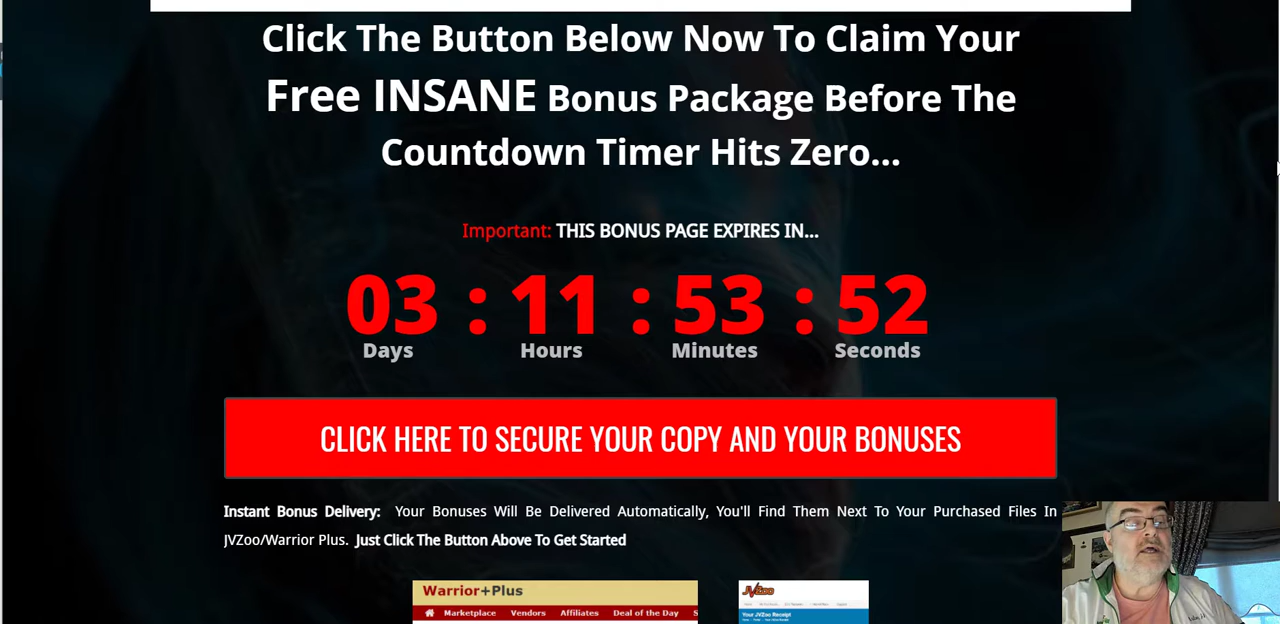 Click The Button Below Now To Claim Your
Free INSANE Bonus Package Before The
Countdown Timer Hits Zero...
Important: THIS BONUS PAGE EXPIRES IN...
03 : 11 : 53 : 52
Days Hours Minutes Seconds
CLICK HERE TO SECURE YOUR COPY AND YOUR BONUSES
Instant Bonus Delivery: Your Bonuses Will Be Delivered Automatically, You'll Find Them Next To Your Purchased Files In
JVZoo/Warrior Plus. Just Click The Button Above To Get Started
Warrior+Plus
Marketplace Vendors Affiliates Deal of the Day S
JVZoo
Your JVZoo Receipt